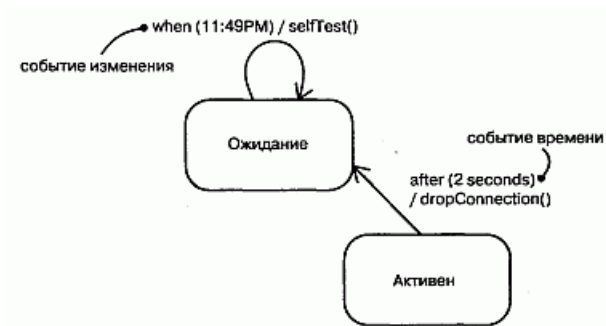 when (11:49PM) / selfTest()
событие изменения
Ожидание
событие времени
after (2 seconds)
/ dropConnection()
Активен